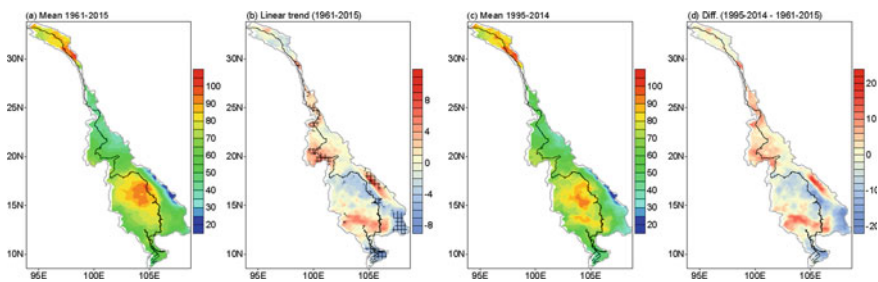 (a) Mean 1961-2015
(b) Linear trend (1961-2015)
(c) Mean 1995-2014
(d) Diff. (1995-2014 - 1961-2015)
30N
25N
20N
15N
10N
95E 100E 105E
100
90
80
70
60
50
40
30
20
30N
25N
20N
15N
10N
95E 100E 105E
8
4
0
-4
-8
30N
25N
20N
15N
10N
95E 100E 105E
100
90
80
70
60
50
40
30
20
30N
25N
20N
15N
10N
95E 100E 105E
20
10
0
-10
-20